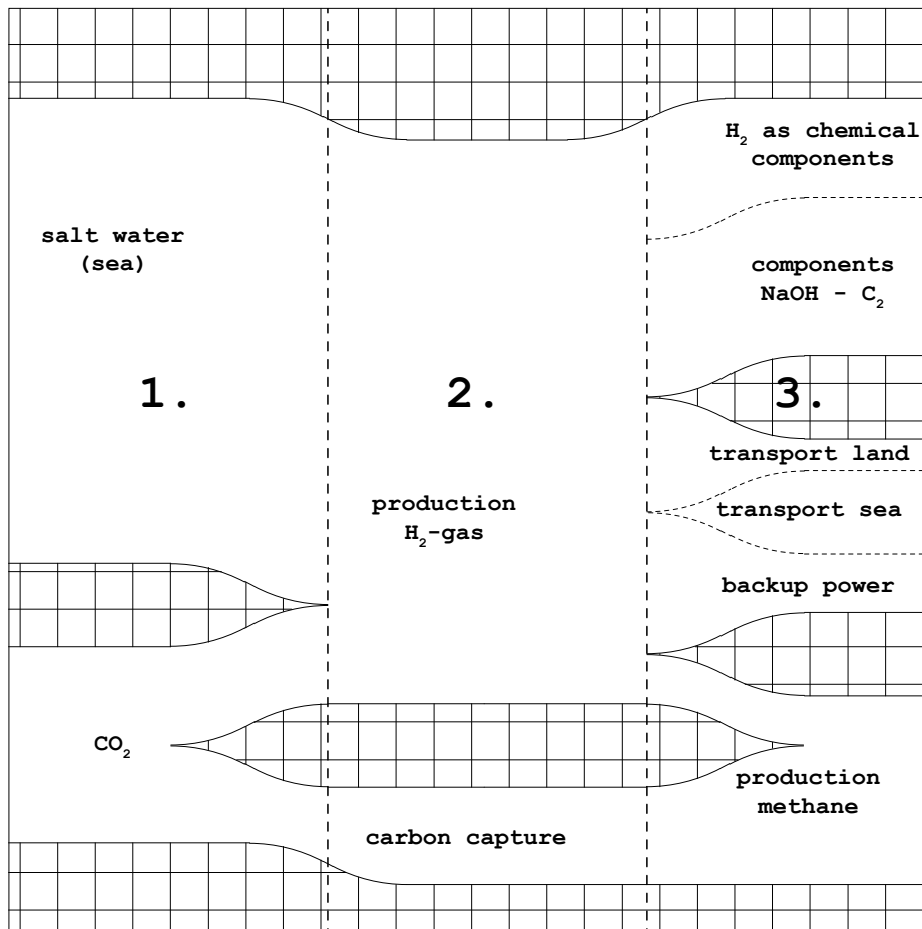 H₂ as chemical
components
salt water
(sea)
components
NaOH - C₂
1.
2.
3.
transport land
transport sea
production
H₂-gas
backup power
CO₂
production
methane
carbon capture